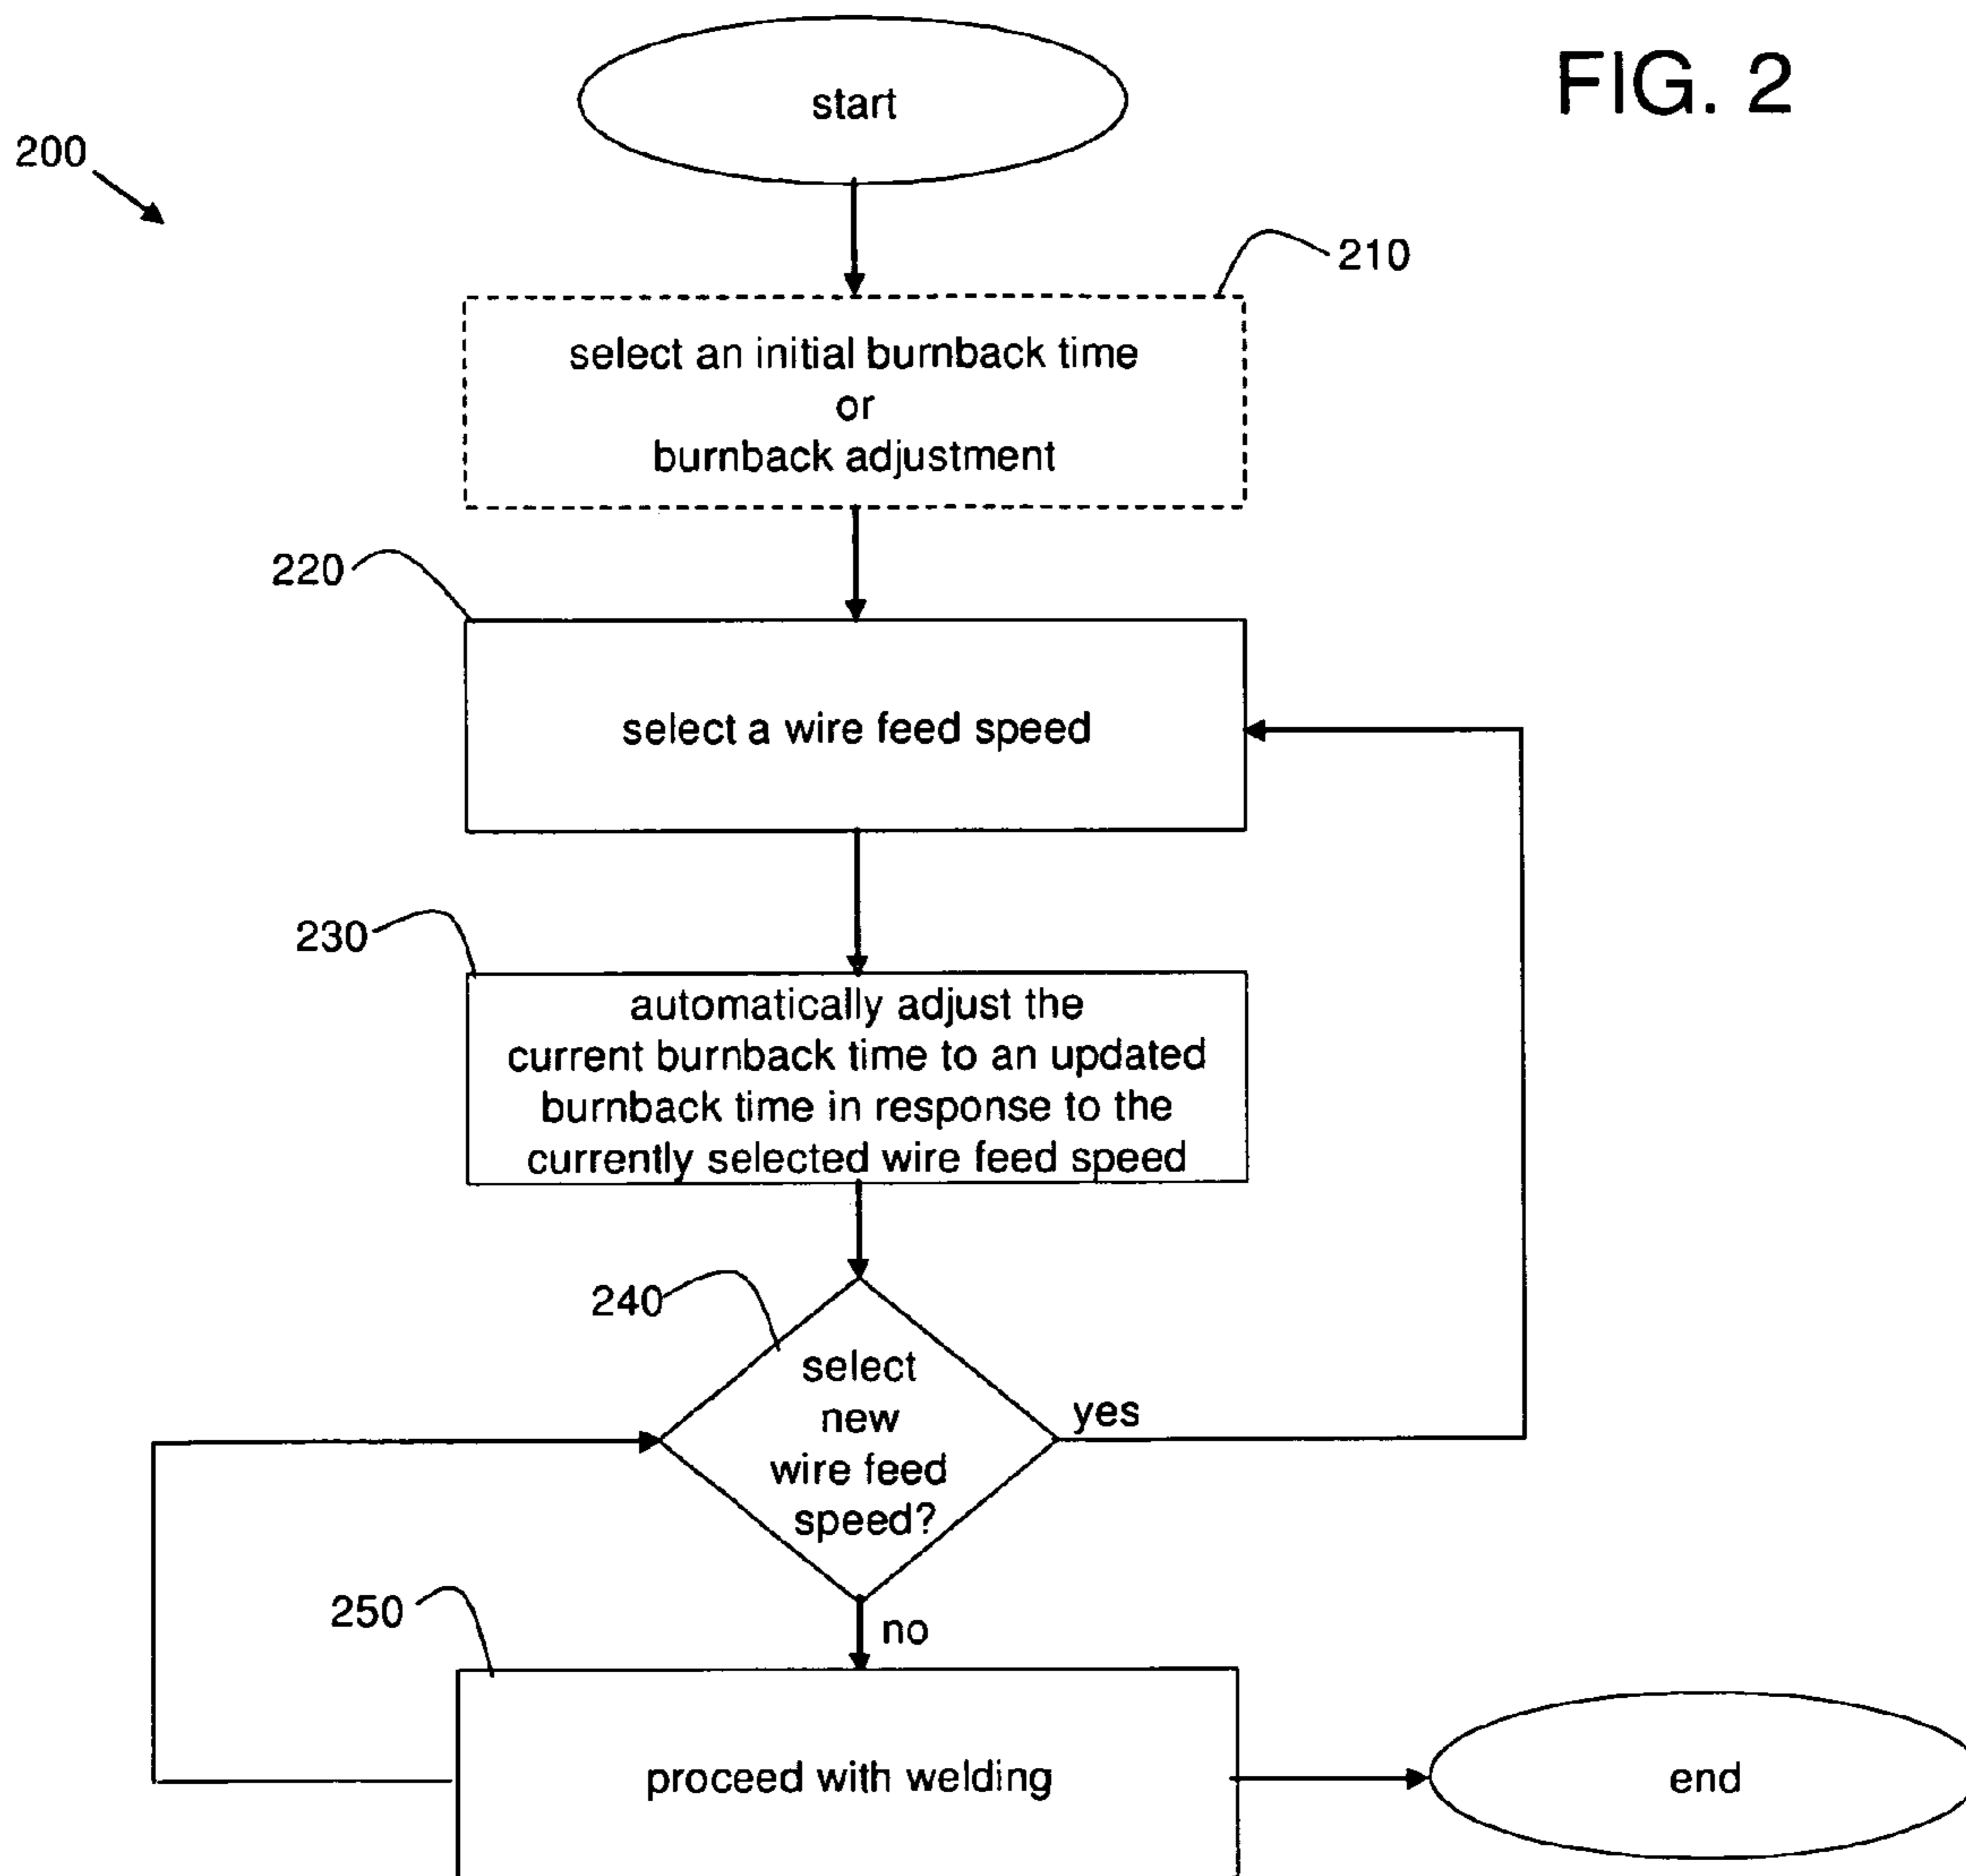 FIG. 2
start
200
210
select an initial burnback time
or
burnback adjustment
220
select a wire feed speed
230
automatically adjust the
current burnback time to an updated
burnback time in response to the
currently selected wire feed speed
240
select
new
wire feed
speed?
yes
no
250
proceed with welding
end